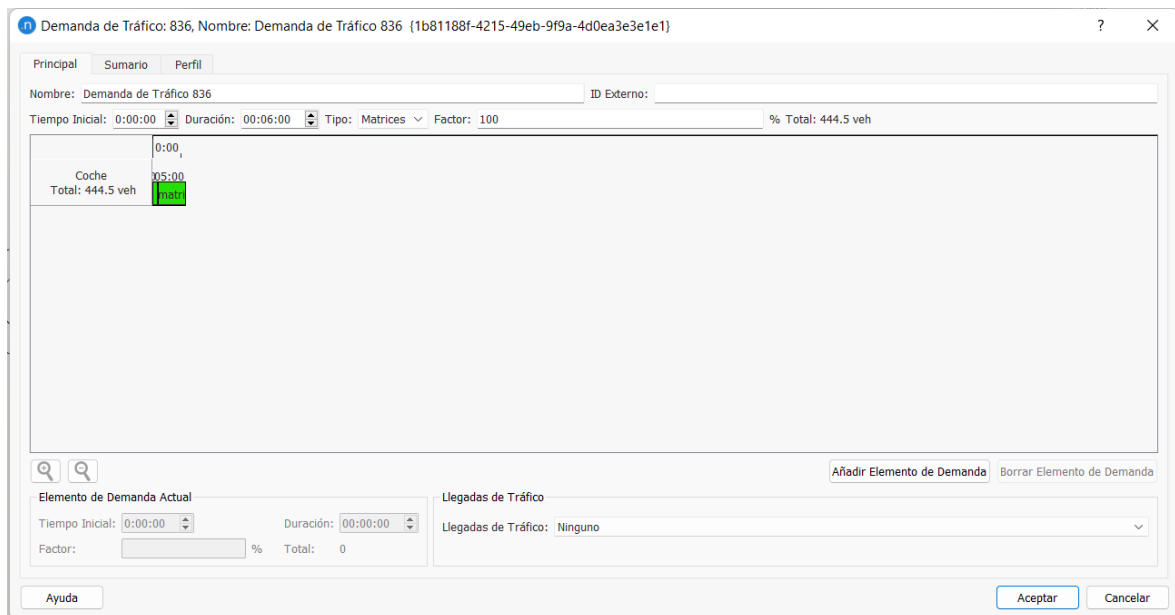 Demanda de Tráfico: 836, Nombre: Demanda de Tráfico 836 {1b81188f-4215-49eb-9f9a-4d0ea3e3e1e1} ?
Principal Sumario Perfil
Nombre: Demanda de Tráfico 836 ID Externo:
Tiempo Inicial: 0:00:00 Duración: 00:06:00 Tipo: Matrices Factor: 100 % Total: 444.5 veh
0:00
Coche 05:00
Total: 444.5 veh matri
Añadir Elemento de Demanda Borrar Elemento de Demanda
Elemento de Demanda Actual Llegadas de Tráfico
Tiempo Inicial: 0:00:00 Duración: 00:00:00 Llegadas de Tráfico: Ninguno
Factor: % Total: 0
Ayuda Aceptar Cancelar